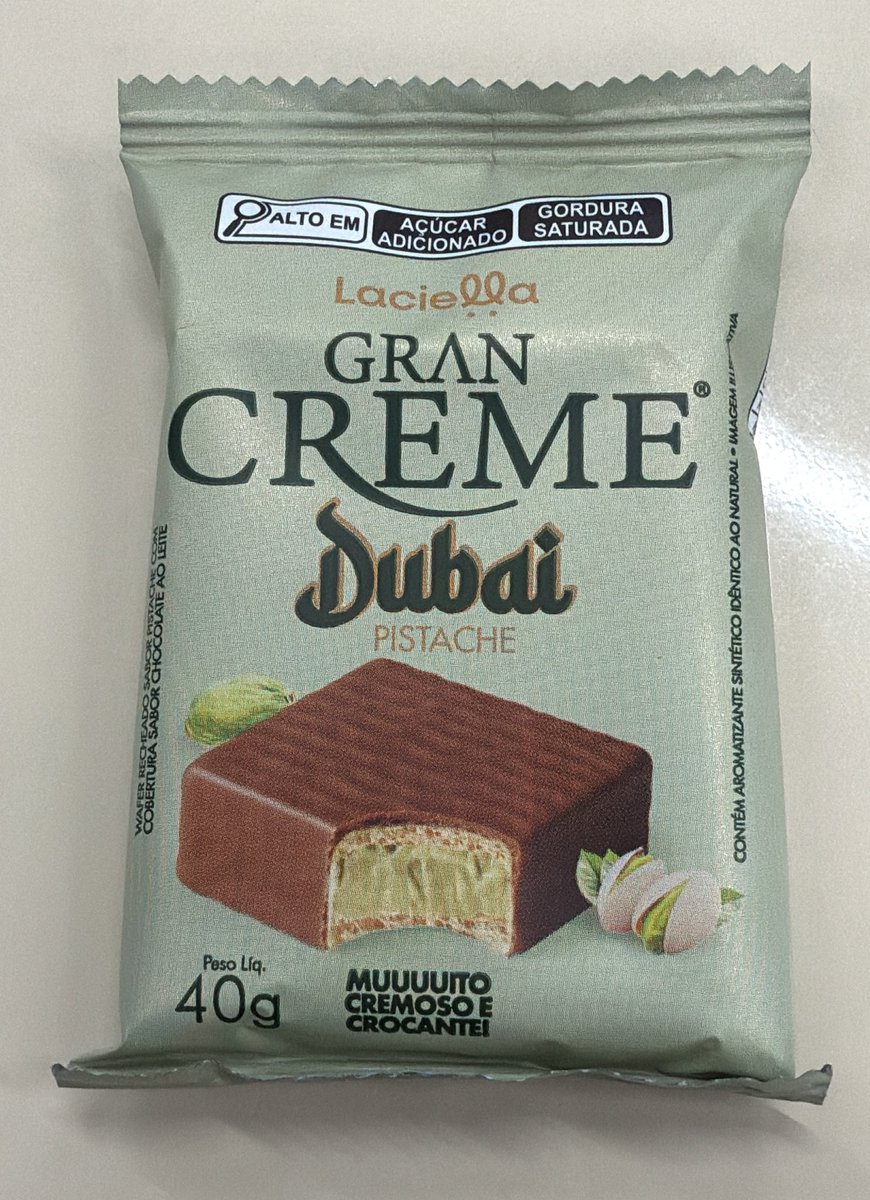 ALTO EM
AÇÚCAR
ADICIONADO
GORDURA
SATURADA
Laciella
GRAN
CREME®
Dubai
PISTACHE
WAFER RECHEADO SABOR PISTACHE COM
COBERTURA SABOR CHOCOLATE AO LEITE
CONTÉM AROMATIZANTE SINTÉTICO IDÊNTICO AO NATURAL • IMAGEM
Peso Líq.
40g
MUUUUITO
CREMOSO E
CROCANTE!